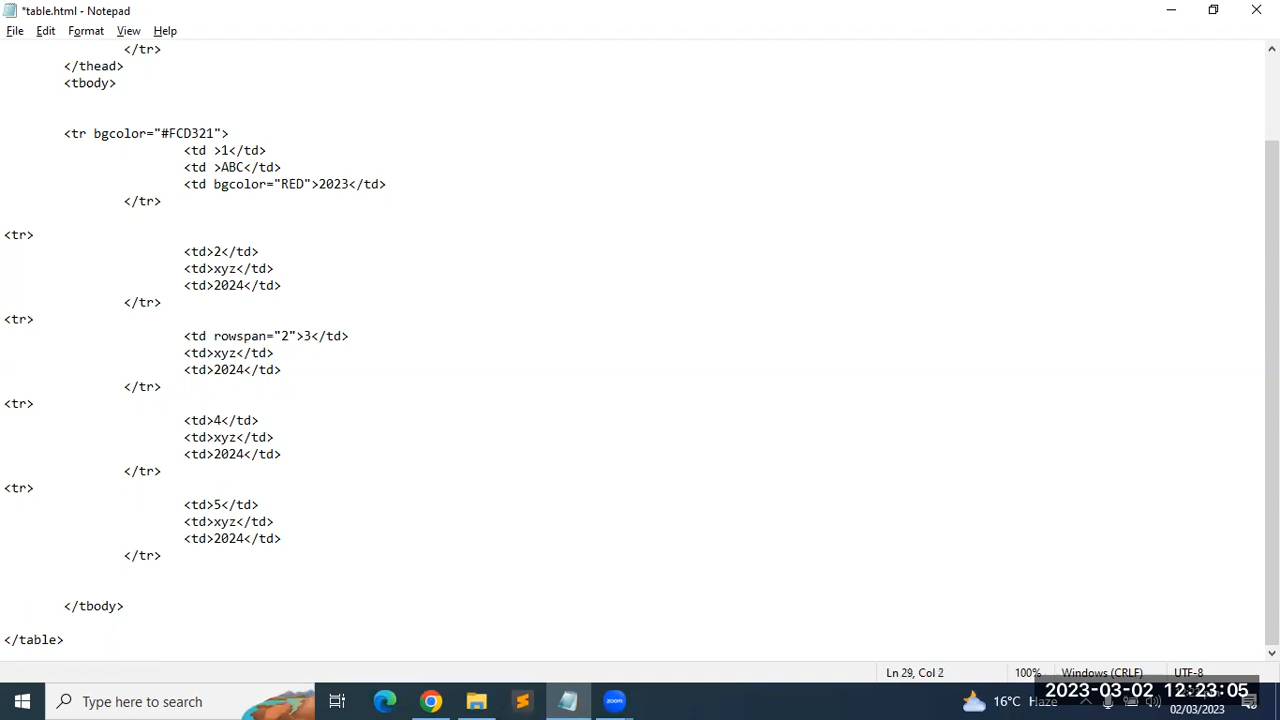 *table.html - Notepad
File Edit Format View Help
</tr>
</thead>
<tbody>
<tr bgcolor="#FCD321">
<td >1</td>
<td >ABC</td>
<td bgcolor="RED">2023</td>
</tr>
<tr>
<td>2</td>
<td>xyz</td>
<td>2024</td>
</tr>
<tr>
<td rowspan="2">3</td>
<td>xyz</td>
<td>2024</td>
</tr>
<tr>
<td>4</td>
<td>xyz</td>
<td>2024</td>
</tr>
<tr>
<td>5</td>
<td>xyz</td>
<td>2024</td>
</tr>
</tbody>
</table>
Ln 29, Col 2 100% Windows (CRLF) UTF-8
Type here to search zoom 16°C Haze 2023-03-02 12:23:05
02/03/2023